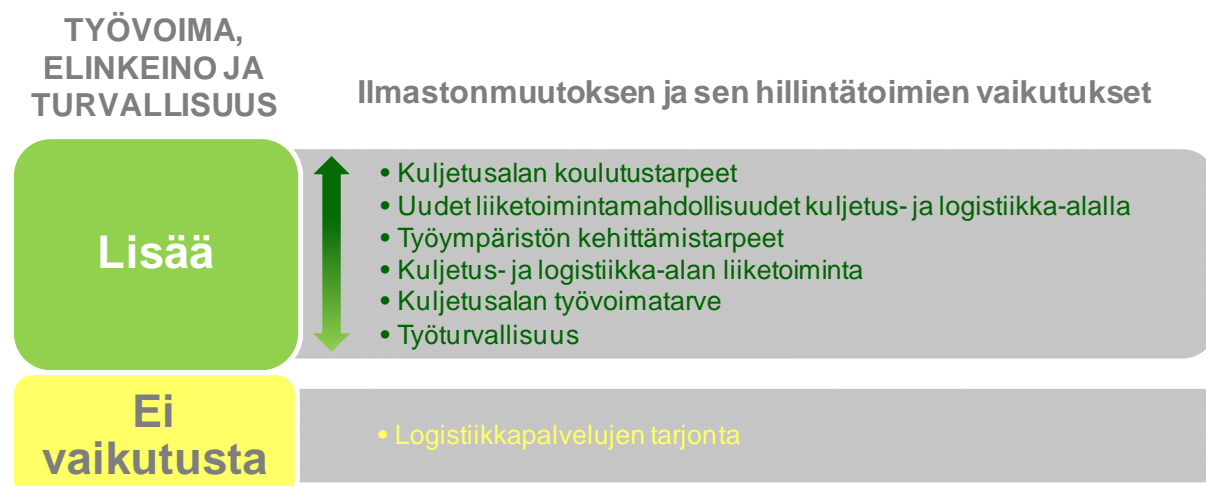 TYÖVOIMA,
ELINKEINO JA
TURVALLISUUS
Ilmastonmuutoksen ja sen hillintätoimien vaikutukset
Lisää
• Kuljetusalan koulutustarpeet
• Uudet liiketoimintamahdollisuudet kuljetus- ja logistiikka-alalla
• Työympäristön kehittämistarpeet
• Kuljetus- ja logistiikka-alan liiketoiminta
• Kuljetusalan työvoimatarve
• Työturvallisuus
Ei
vaikutusta
• Logistiikkapalvelujen tarjonta